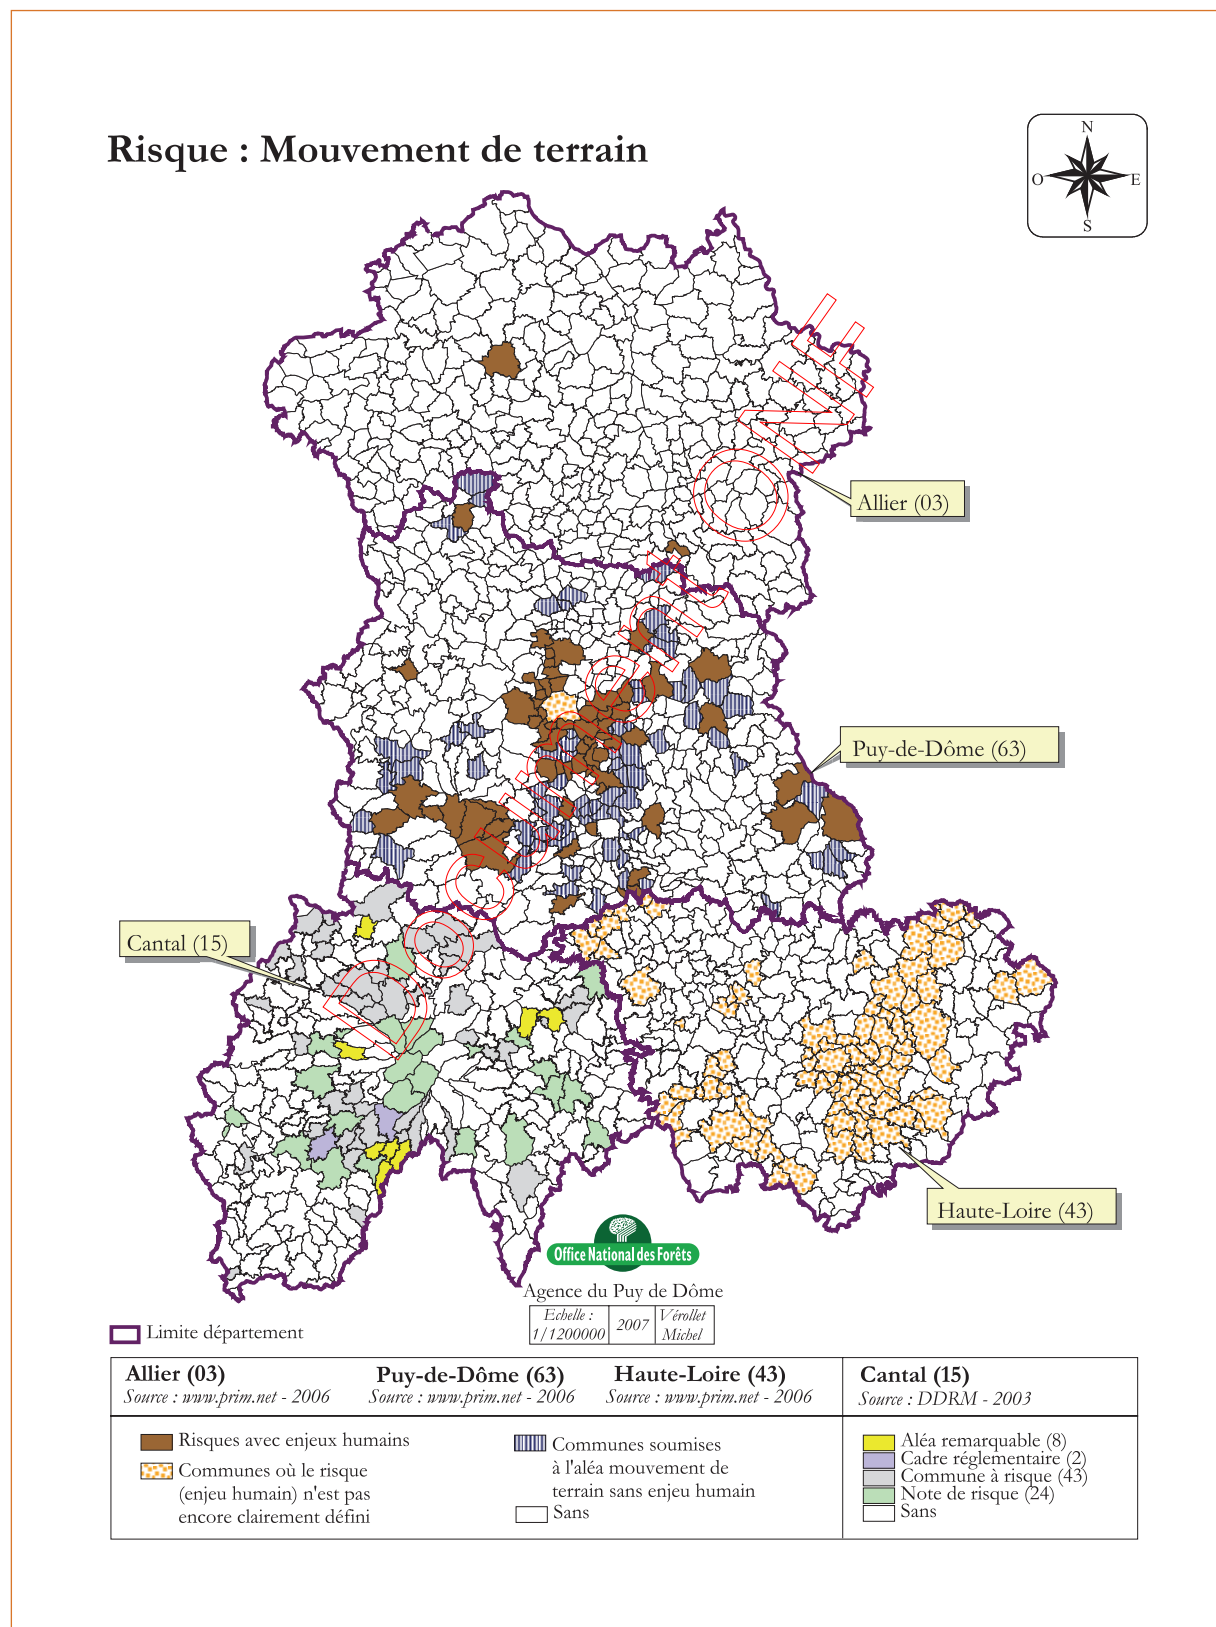 Risque : Mouvement de terrain
N
O
E
S
Document ONF
Allier (03)
Puy-de-Dôme (63)
Cantal (15)
Haute-Loire (43)
Office National des Forêts
Agence du Puy de Dôme
Echelle :
1/1200000
2007
Vérollet
Michel
Limite département
Allier (03)
Source : www.prim.net - 2006
Puy-de-Dôme (63)
Source : www.prim.net - 2006
Haute-Loire (43)
Source : www.prim.net - 2006
Cantal (15)
Source : DDRM - 2003
Risques avec enjeux humains
Communes où le risque
(enjeu humain) n'est pas
encore clairement défini
Communes soumises
à l'aléa mouvement de
terrain sans enjeu humain
Sans
Aléa remarquable (8)
Cadre réglementaire (2)
Commune à risque (43)
Note de risque (24)
Sans